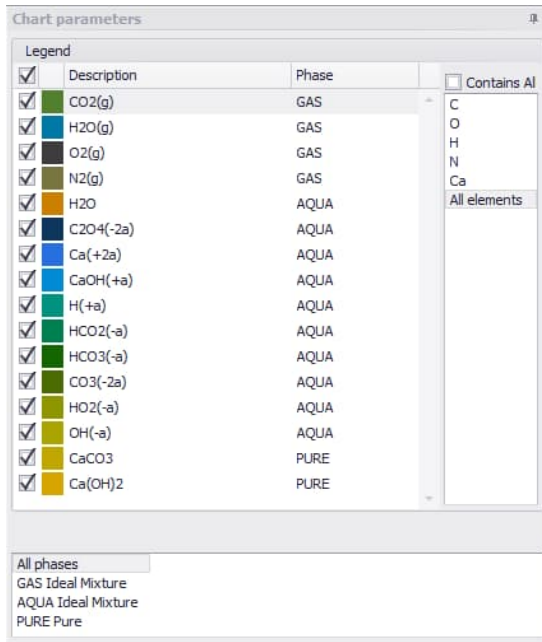 Chart parameters
Legend
Description Phase
Contains Al
CO2(g) GAS
H2O(g) GAS
O2(g) GAS
N2(g) GAS
H2O AQUA
C2O4(-2a) AQUA
Ca(+2a) AQUA
CaOH(+a) AQUA
H(+a) AQUA
HCO2(-a) AQUA
HCO3(-a) AQUA
CO3(-2a) AQUA
HO2(-a) AQUA
OH(-a) AQUA
CaCO3 PURE
Ca(OH)2 PURE
C
O
H
N
Ca
All elements
All phases
GAS Ideal Mixture
AQUA Ideal Mixture
PURE Pure